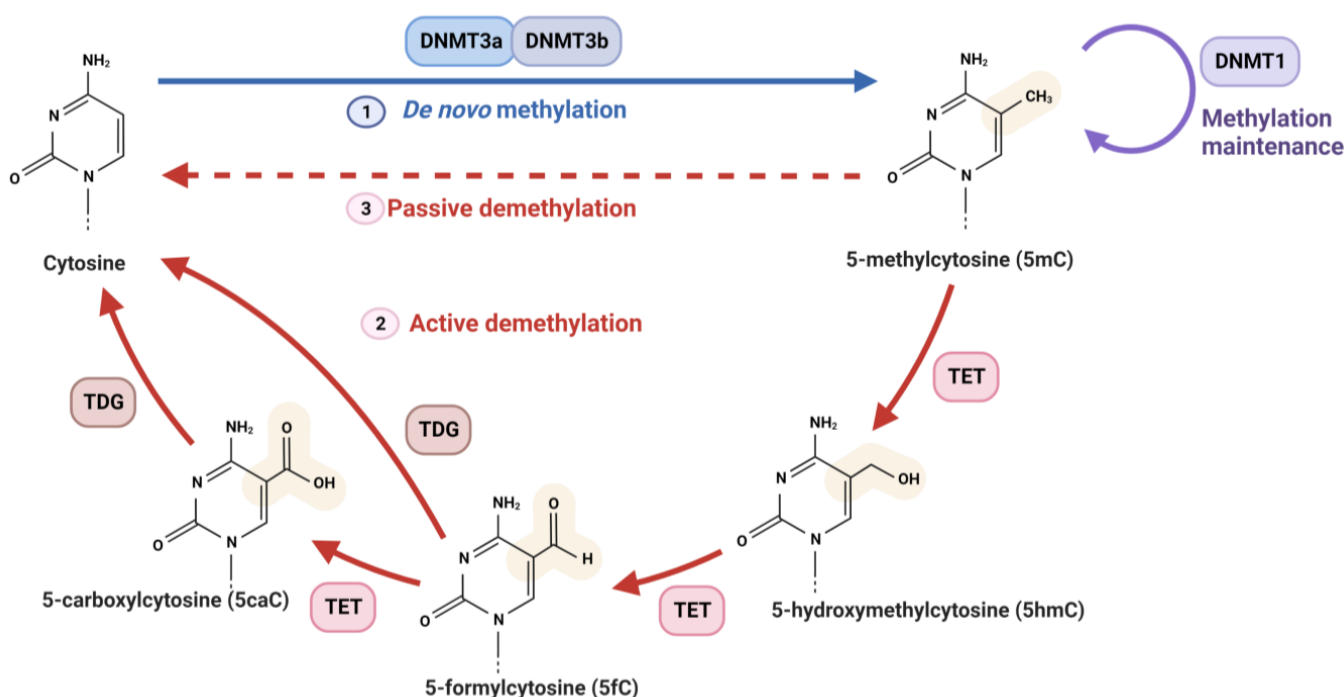 DNMT3a DNMT3b
1 De novo methylation
DNMT1
Methylation
maintenance
NH₂
N
O
N
Cytosine
NH₂
CH₃
N
O
N
5-methylcytosine (5mC)
3 Passive demethylation
2 Active demethylation
TET
NH₂
OH
N
O
N
5-hydroxymethylcytosine (5hmC)
TET
NH₂
O
H
N
O
N
5-formylcytosine (5fC)
TDG
TET
NH₂
O
OH
N
O
N
5-carboxylcytosine (5caC)
TDG